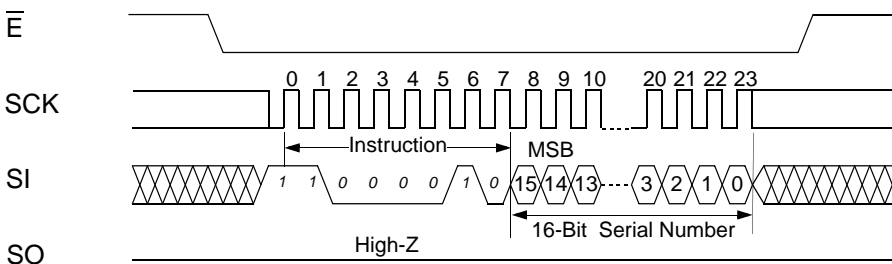 E
0 1 2 3 4 5 6 7 8 9 10 20 21 22 23
SCK
Instruction MSB
SI 1 1 0 0 0 0 1 0 15 14 13 3 2 1 0
16-Bit Serial Number
High-Z
SO